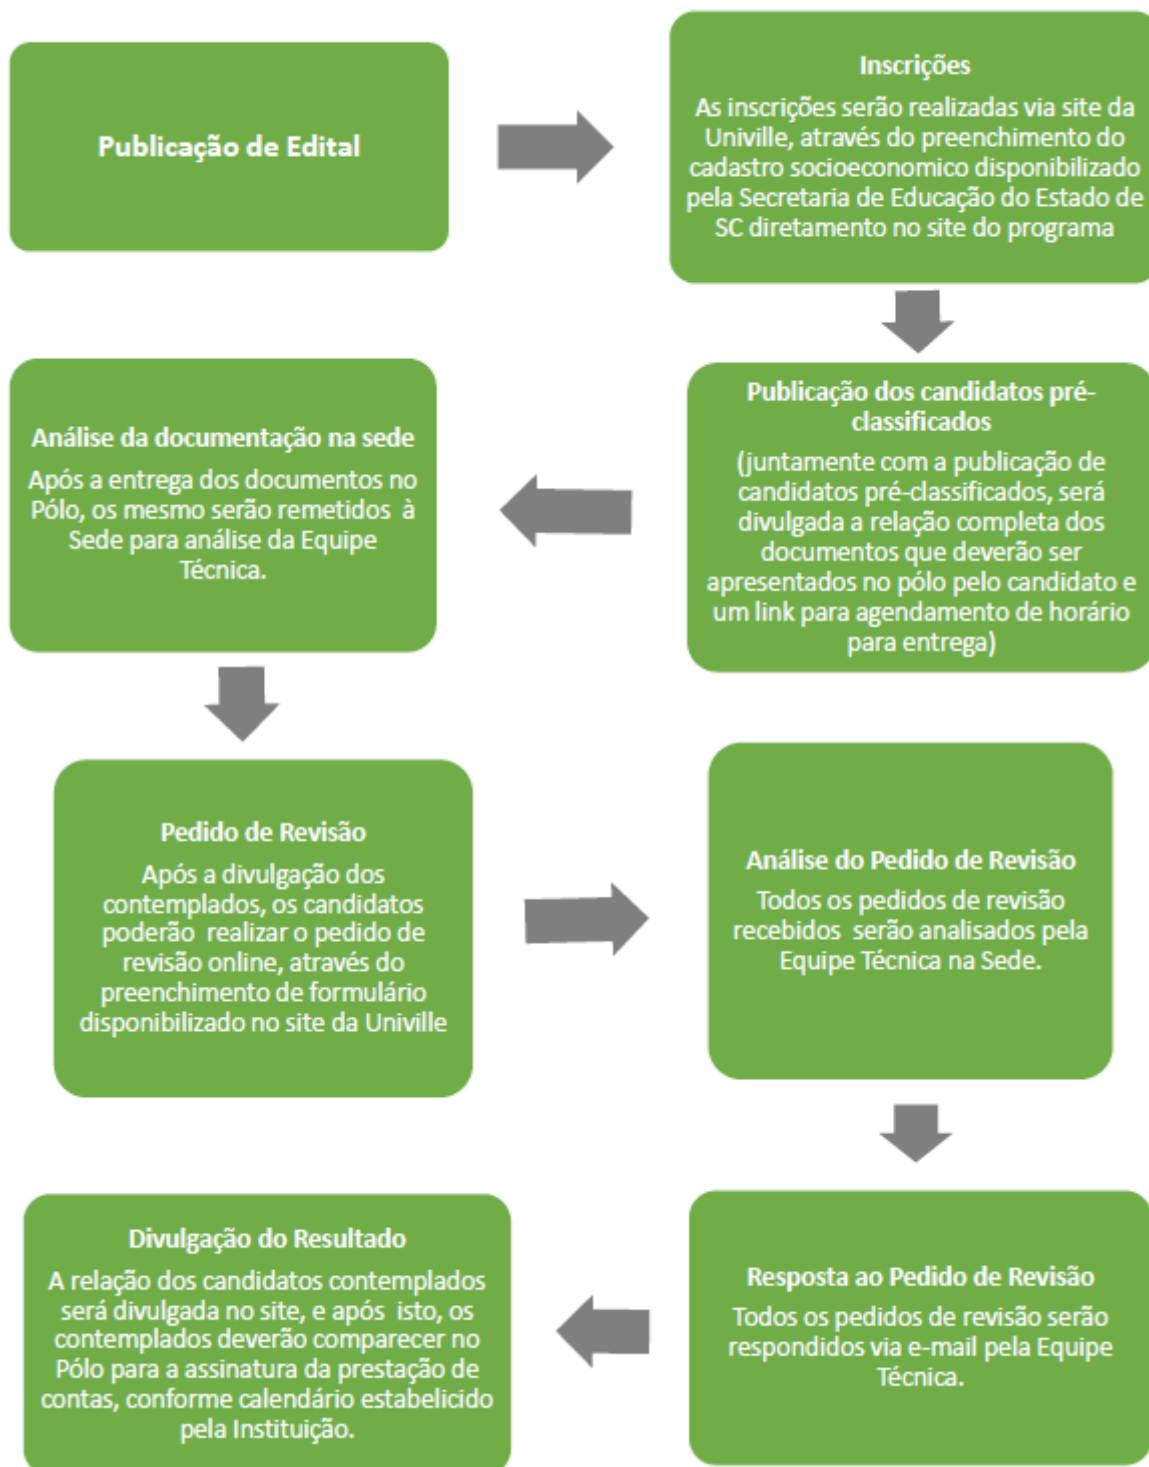 Publicação de Edital
Inscrições
As inscrições serão realizadas via site da
Univille, através do preenchimento do
cadastro socioeconomico disponibilizado
pela Secretaria de Educação do Estado de
SC diretamento no site do programa
Publicação dos candidatos pré-
classificados
(juntamente com a publicação de
candidatos pré-classificados, será
divulgada a relação completa dos
documentos que deverão ser
apresentados no pólo pelo candidato e
um link para agendamento de horário
para entrega)
Análise da documentação na sede
Após a entrega dos documentos no
Pólo, os mesmo serão remetidos à
Sede para análise da Equipe
Técnica.
Pedido de Revisão
Após a divulgação dos
contemplados, os candidatos
poderão realizar o pedido de
revisão online, através do
preenchimento de formulário
disponibilizado no site da Univille
Análise do Pedido de Revisão
Todos os pedidos de revisão
recebidos serão analisados pela
Equipe Técnica na Sede.
Resposta ao Pedido de Revisão
Todos os pedidos de revisão serão
respondidos via e-mail pela Equipe
Técnica.
Divulgação do Resultado
A relação dos candidatos contemplados
será divulgada no site, e após isto, os
contemplados deverão comparecer no
Pólo para a assinatura da prestação de
contas, conforme calendário estabelicido
pela Instituição.